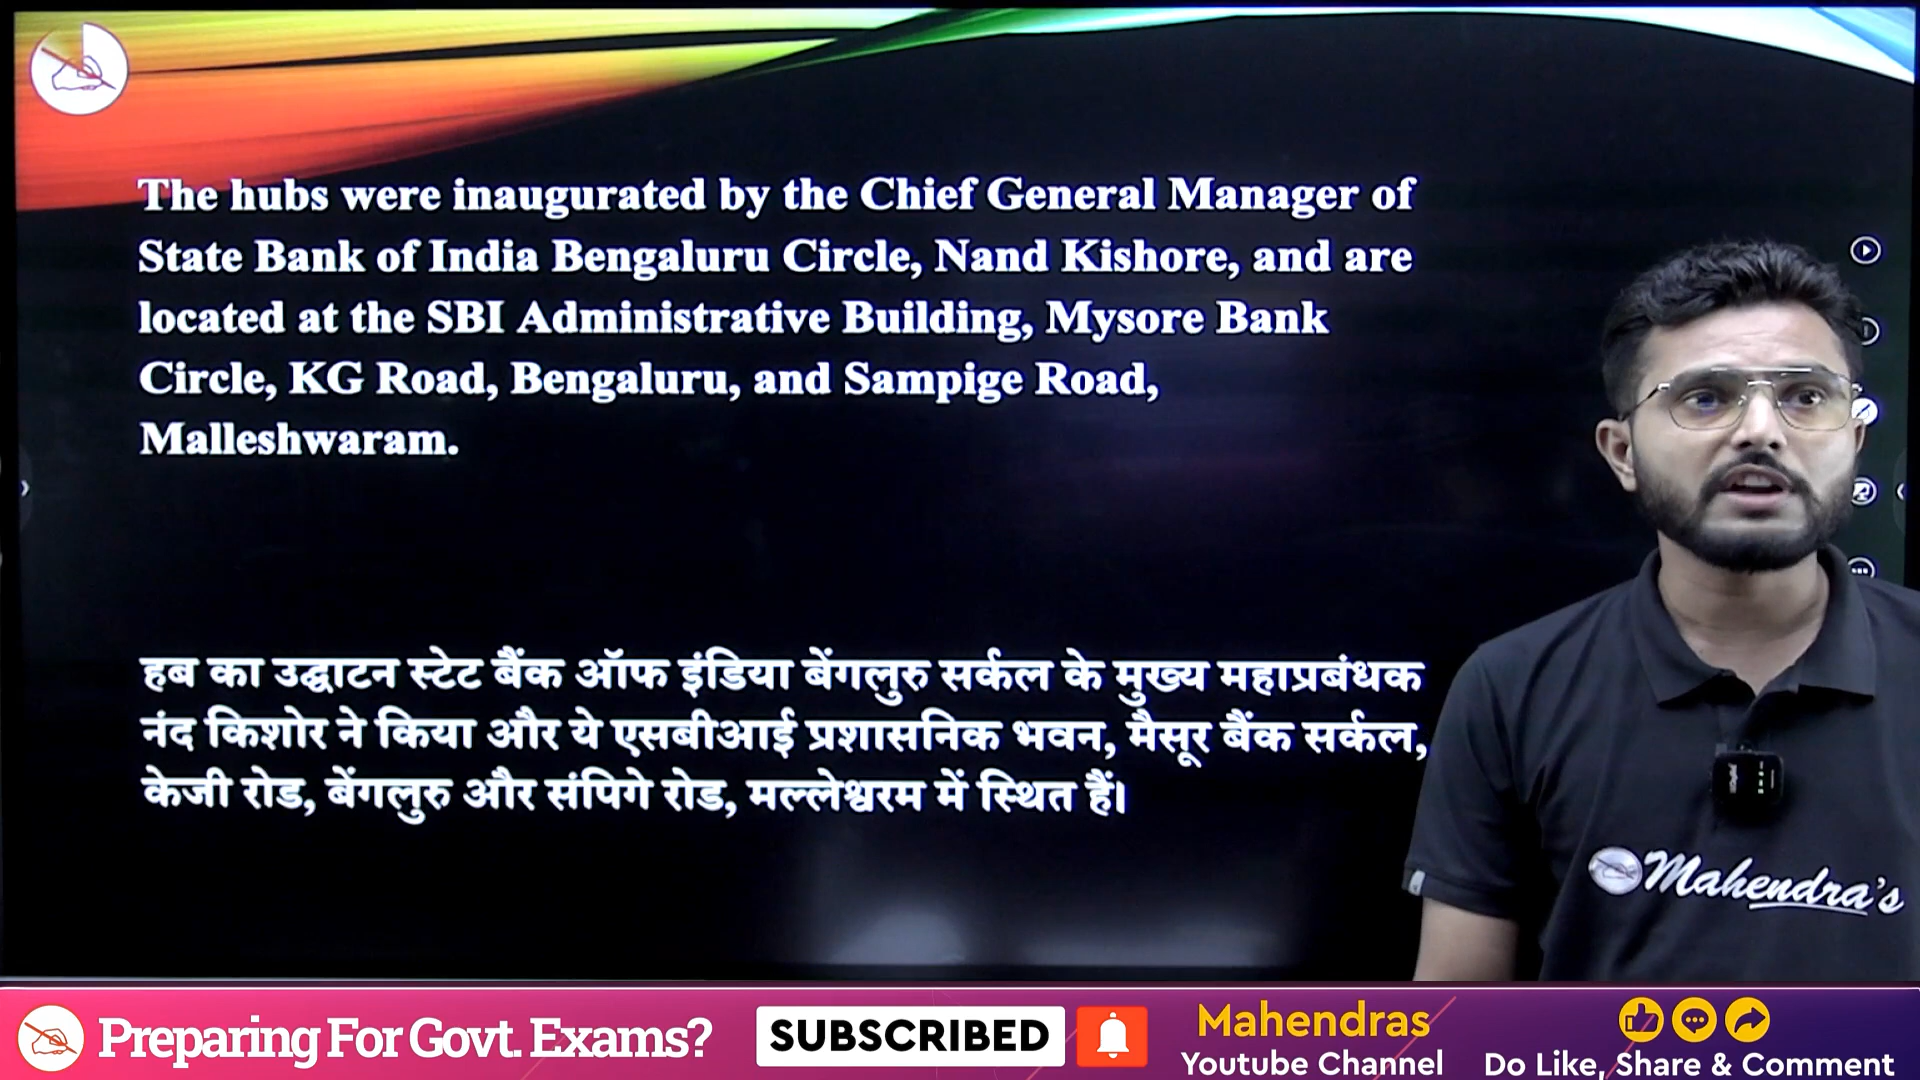 The hubs were inaugurated by the Chief General Manager of
State Bank of India Bengaluru Circle, Nand Kishore, and are
located at the SBI Administrative Building, Mysore Bank
Circle, KG Road, Bengaluru, and Sampige Road,
Malleshwaram.
हब का उद्घाटन स्टेट बैंक ऑफ इंडिया बेंगलुरु सर्कल के मुख्य महाप्रबंधक
नंद किशोर ने किया और ये एसबीआई प्रशासनिक भवन, मैसूर बैंक सर्कल,
केजी रोड, बेंगलुरु और संपिगे रोड, मल्लेश्वरम में स्थित हैं।
Mahendra's
Preparing For Govt. Exams?
SUBSCRIBED
Mahendras
Youtube Channel
Do Like, Share & Comment